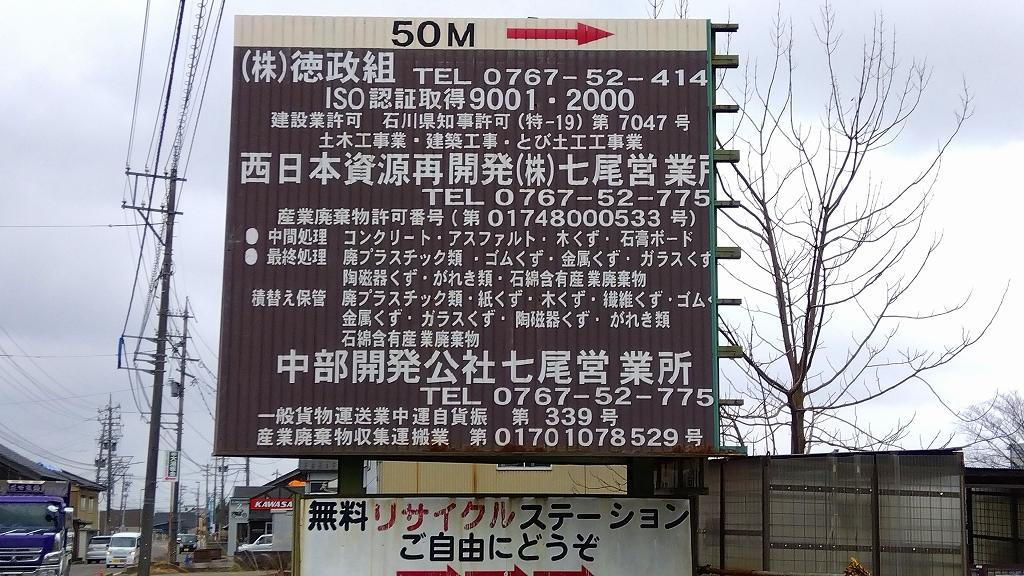 50M
(株)徳政組 TEL 0767-52-414
ISO認証取得9001・2000
建設業許可 石川県知事許可(特-19)第7047号
土木工事業・建築工事・とび土工工事業
西日本資源再開発(株)七尾営業所
TEL 0767-52-775
産業廃棄物許可番号(第01748000533号)
中間処理 コンクリート・アスファルト・木くず・石膏ボード
最終処理 廃プラスチック類・ゴムくず・金属くず・ガラスくず
陶磁器くず・がれき類・石綿含有産業廃棄物
積替え保管 廃プラスチック類・紙くず・木くず・繊維くず・ゴムく
金属くず・ガラスくず・陶磁器くず・がれき類
石綿含有産業廃棄物
中部開発公社七尾営業所
TEL 0767-52-775
一般貨物運送業中運自貨振 第339号
産業廃棄物収集運搬業 第01701078529号
KAWASA
無料リサイクルステーション
ご自由にどうぞ